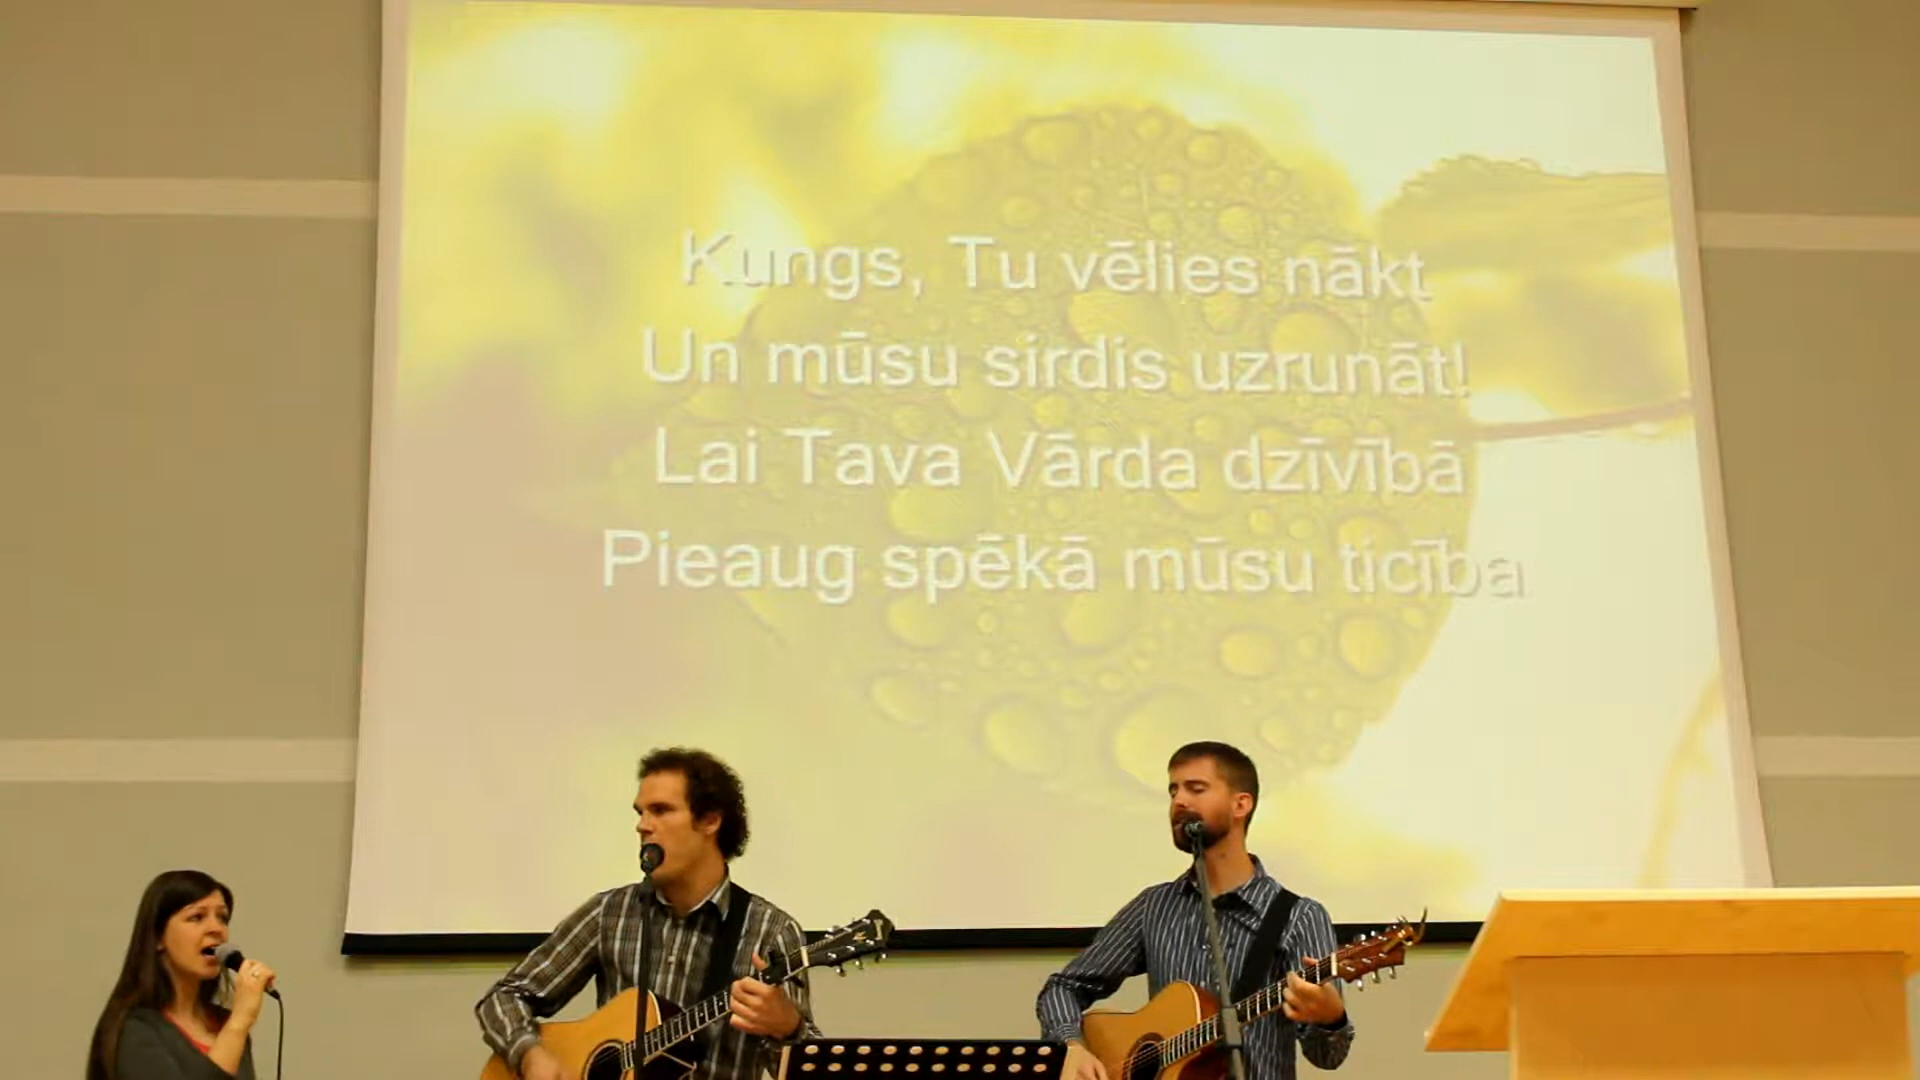 Kungs, Tu vēlies nākt
Un mūsu sirdis uzrunāt!
Lai Tava Vārda dzīvībā
Pieaug spēkā mūsu ticība